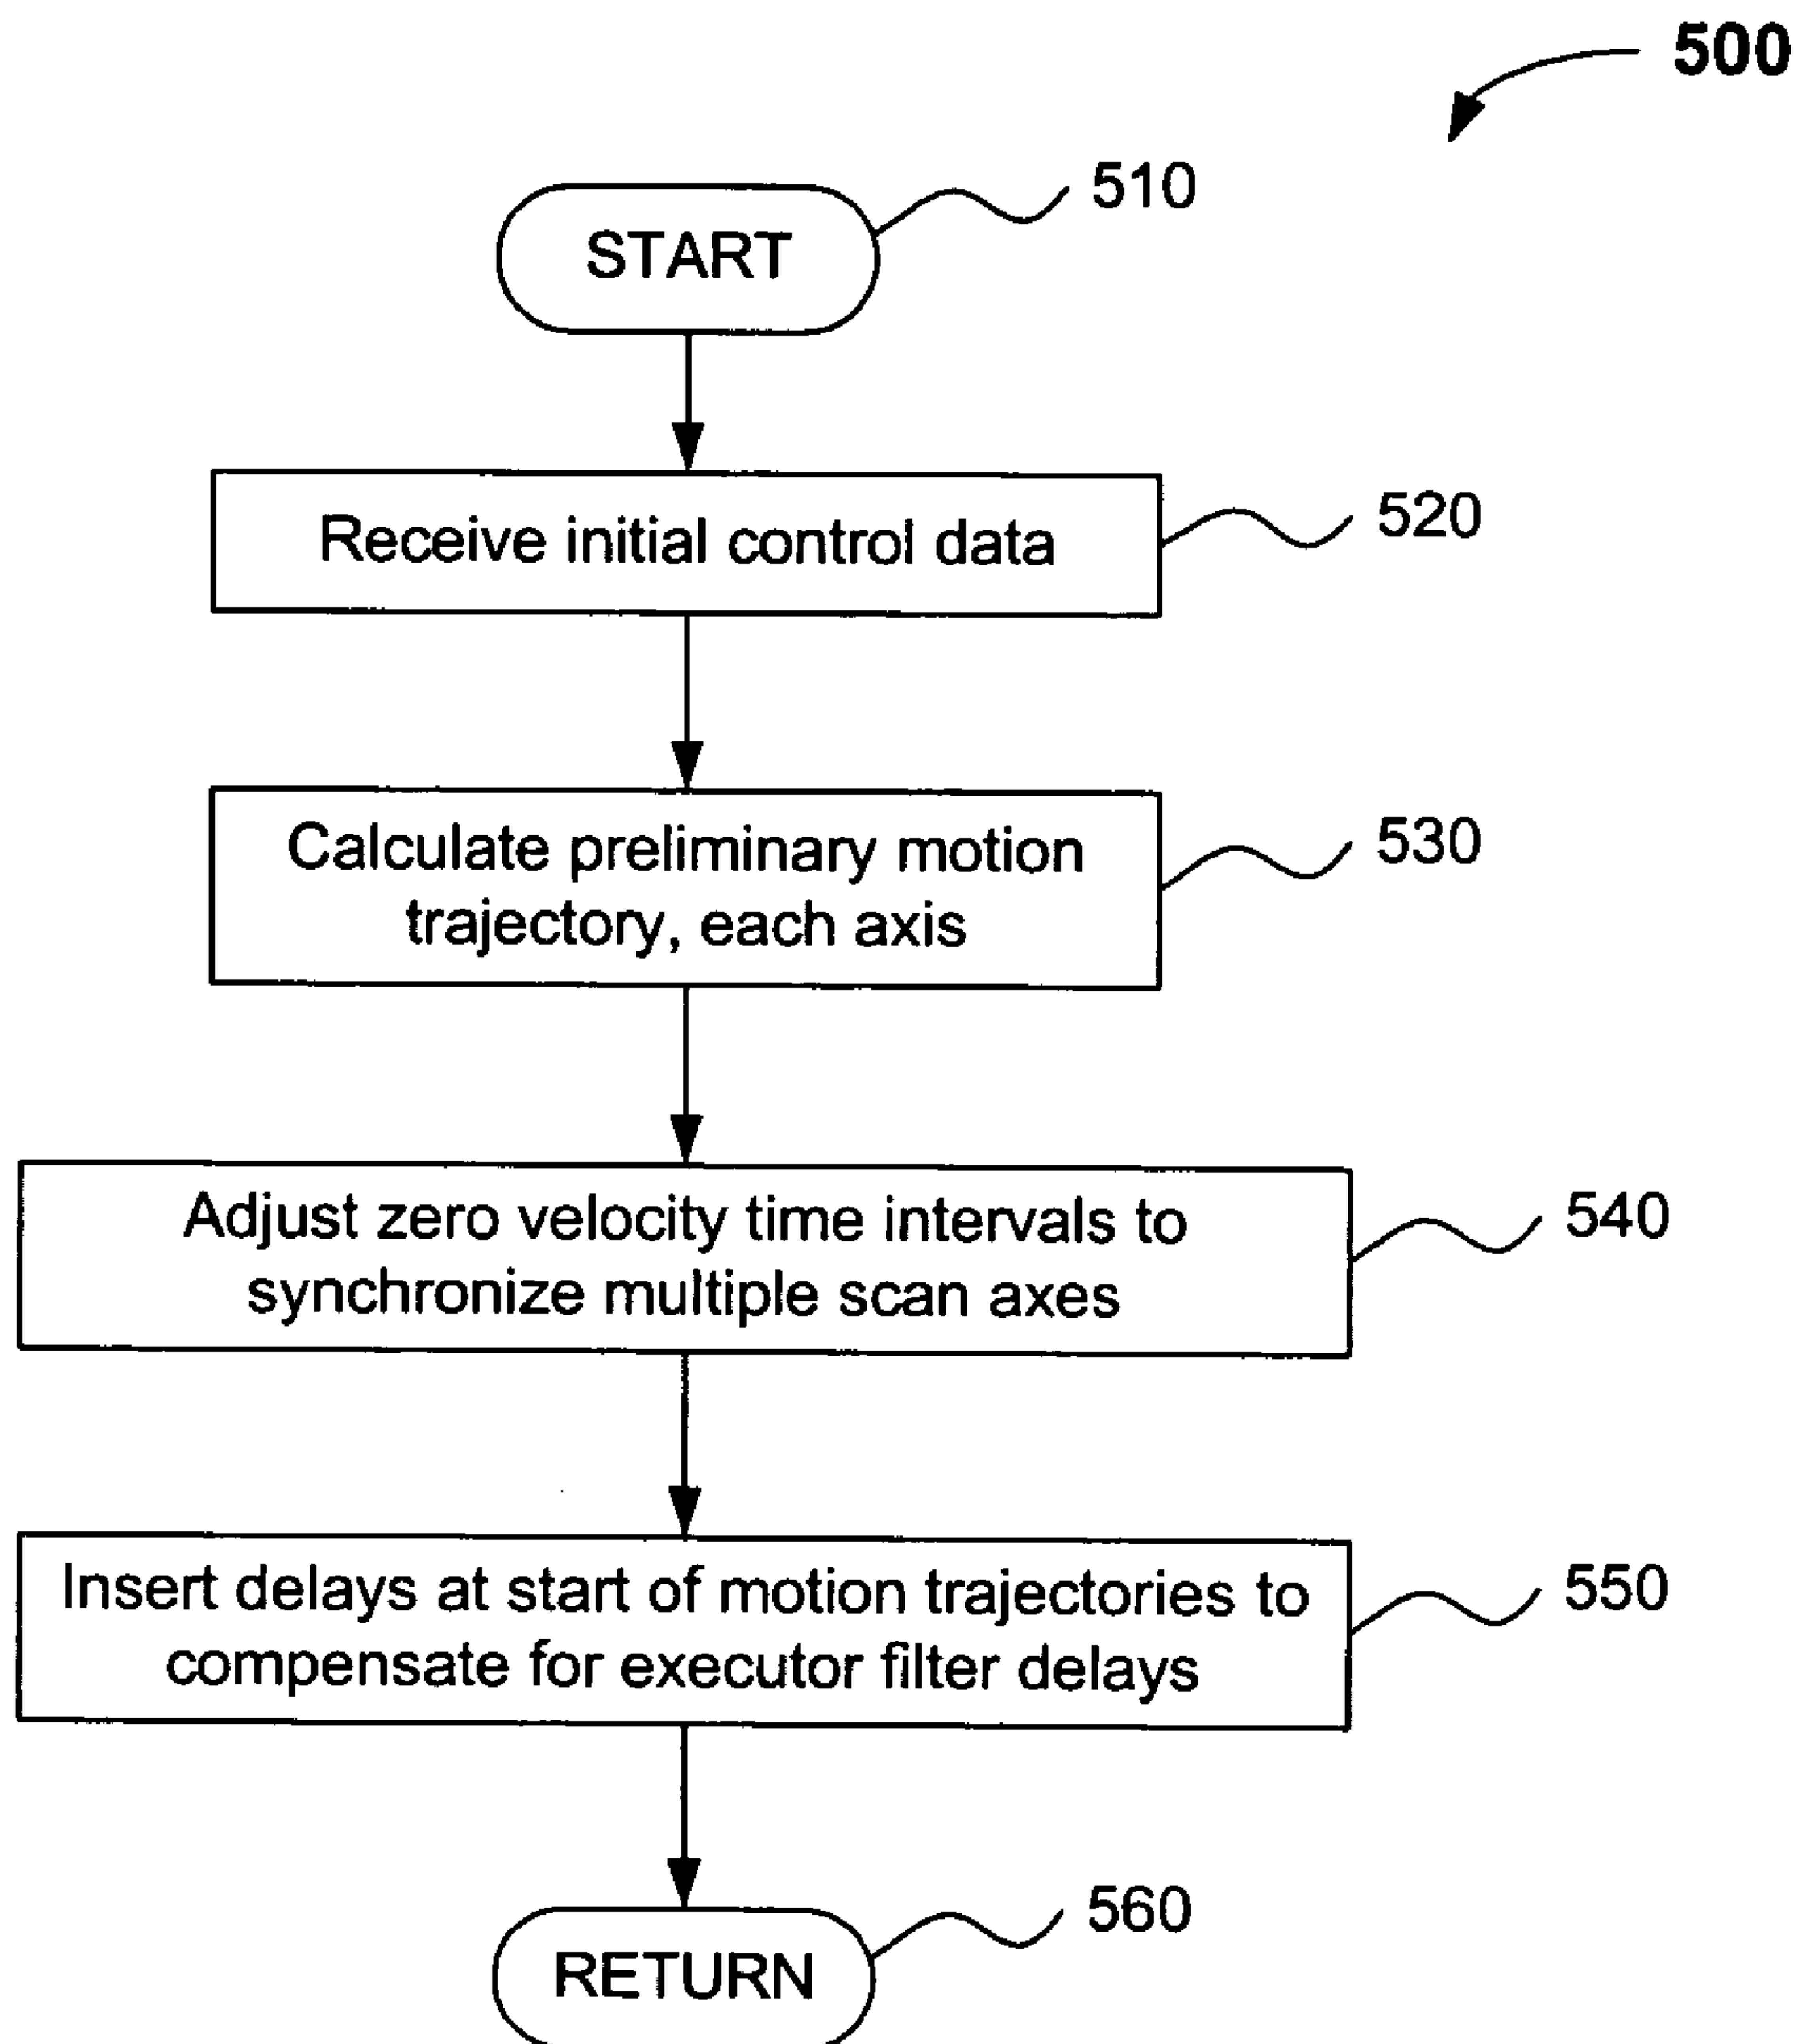 500
START
510
Receive initial control data
520
Calculate preliminary motion
trajectory, each axis
530
Adjust zero velocity time intervals to
synchronize multiple scan axes
540
Insert delays at start of motion trajectories to
compensate for executor filter delays
550
RETURN
560